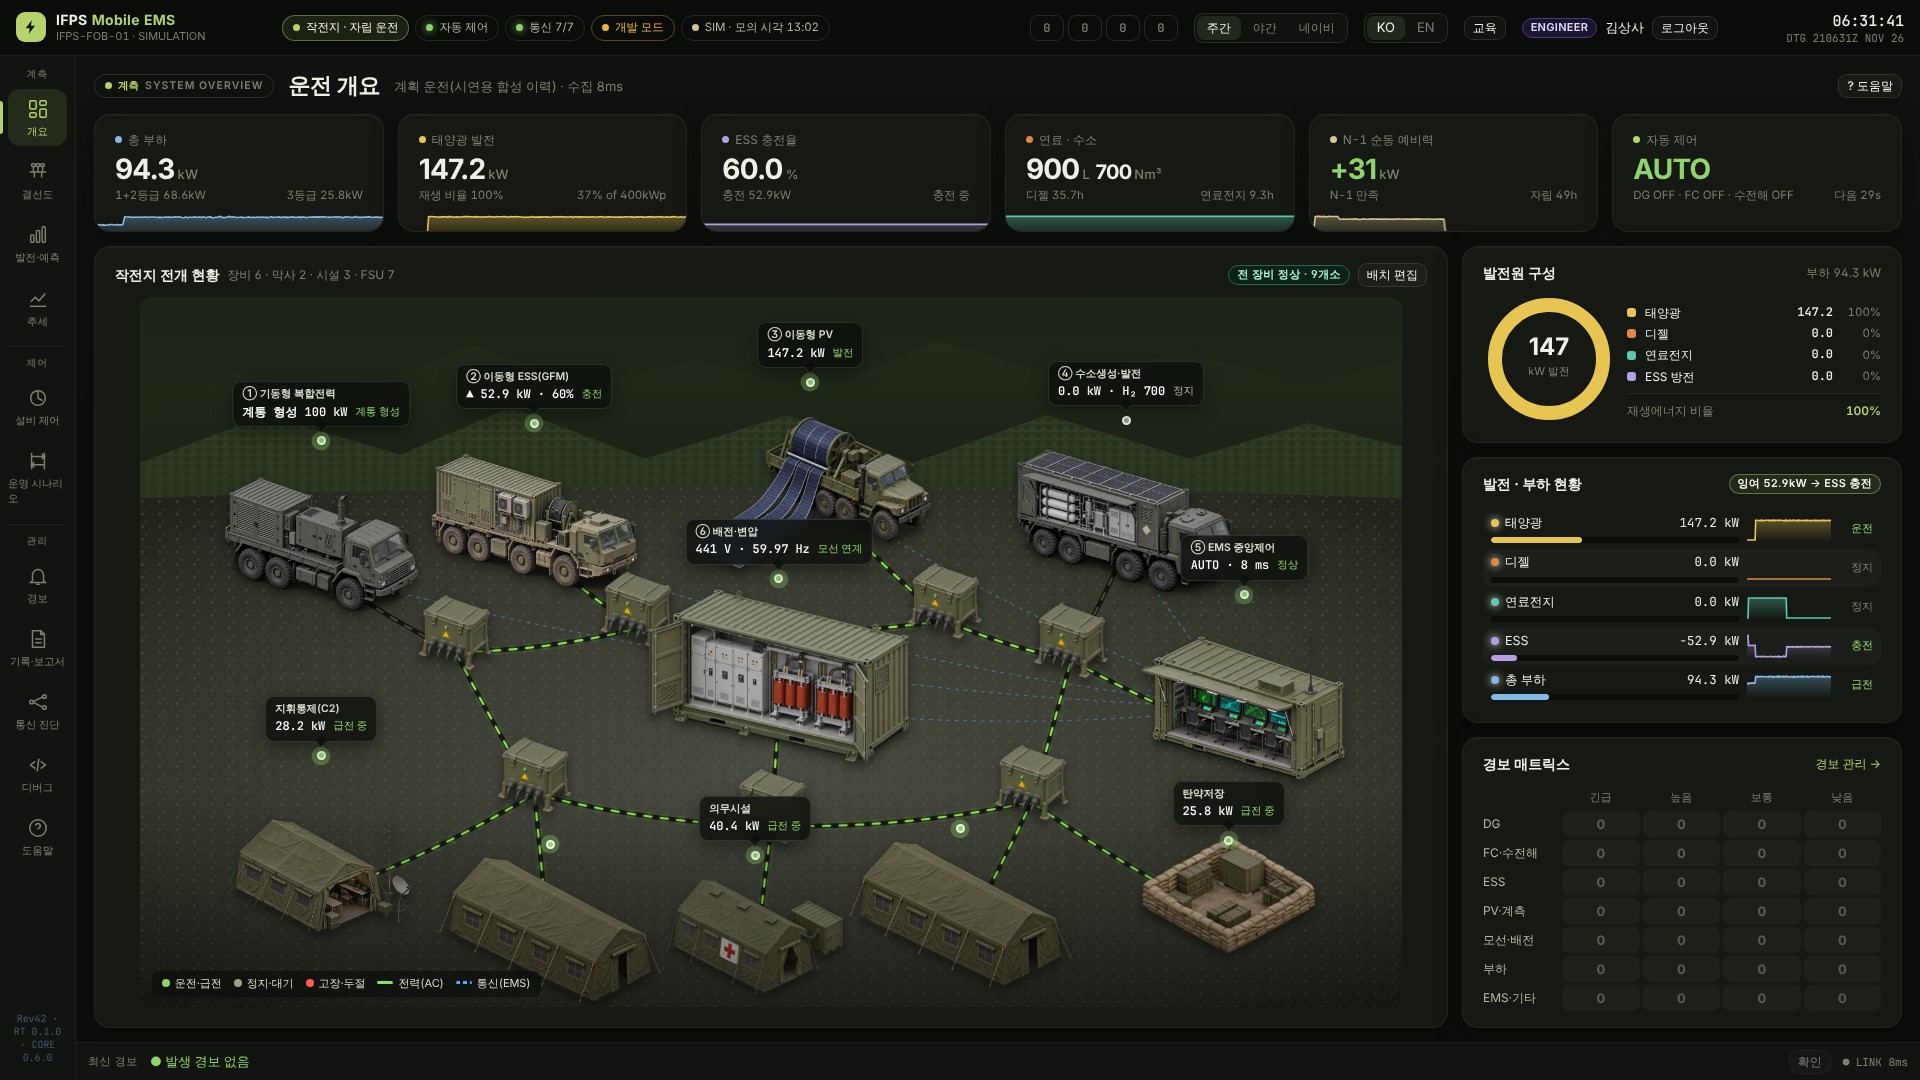 IFPS Mobile EMS
IFPS-FOB-01 · SIMULATION
작전지 · 자립 운전
자동 제어
통신 7/7
개발 모드
SIM · 모의 시각 13:02
0 0 0 0
주간 야간 네이비
KO EN
교육
ENGINEER 김상사 로그아웃
06:31:41
DTG 210631Z NOV 26
계측
개요
결선도
발전·예측
추세
제어
설비 제어
운영 시나리
오
관리
경보
기록·보고서
통신 진단
디버그
도움말
Rev42 ·
RT 0.1.0
· CORE
0.6.0
계측 SYSTEM OVERVIEW
운전 개요
계획 운전(시연용 합성 이력) · 수집 8ms
? 도움말
총 부하
94.3 kW
1+2등급 68.6kW 3등급 25.8kW
태양광 발전
147.2 kW
재생 비율 100% 37% of 400kWp
ESS 충전율
60.0 %
충전 52.9kW 충전 중
연료 · 수소
900 L 700 Nm³
디젤 35.7h 연료전지 9.3h
N-1 순동 예비력
+31 kW
N-1 만족 자립 49h
자동 제어
AUTO
DG OFF · FC OFF · 수전해 OFF 다음 29s
작전지 전개 현황 장비 6 · 막사 2 · 시설 3 · FSU 7
전 장비 정상 · 9개소
배치 편집
③ 이동형 PV
147.2 kW 발전
② 이동형 ESS(GFM)
▲ 52.9 kW · 60% 충전
④ 수소생성·발전
0.0 kW · H₂ 700 정지
① 기동형 복합전력
계통 형성 100 kW 계통 형성
⑥ 배전·변압
441 V · 59.97 Hz 모선 연계
⑤ EMS 중앙제어
AUTO · 8 ms 정상
지휘통제(C2)
28.2 kW 급전 중
의무시설
40.4 kW 급전 중
탄약저장
25.8 kW 급전 중
운전·급전 정지·대기 고장·두절 전력(AC) 통신(EMS)
발전원 구성
부하 94.3 kW
147
kW 발전
태양광 147.2 100%
디젤 0.0 0%
연료전지 0.0 0%
ESS 방전 0.0 0%
재생에너지 비율 100%
발전 · 부하 현황
잉여 52.9kW → ESS 충전
태양광 147.2 kW 운전
디젤 0.0 kW 정지
연료전지 0.0 kW 정지
ESS -52.9 kW 충전
총 부하 94.3 kW 급전
경보 매트릭스
경보 관리 →
긴급 높음 보통 낮음
DG 0 0 0 0
FC·수전해 0 0 0 0
ESS 0 0 0 0
PV·계측 0 0 0 0
모선·배전 0 0 0 0
부하 0 0 0 0
EMS·기타 0 0 0 0
최신 경보 발생 경보 없음
확인
LINK 8ms